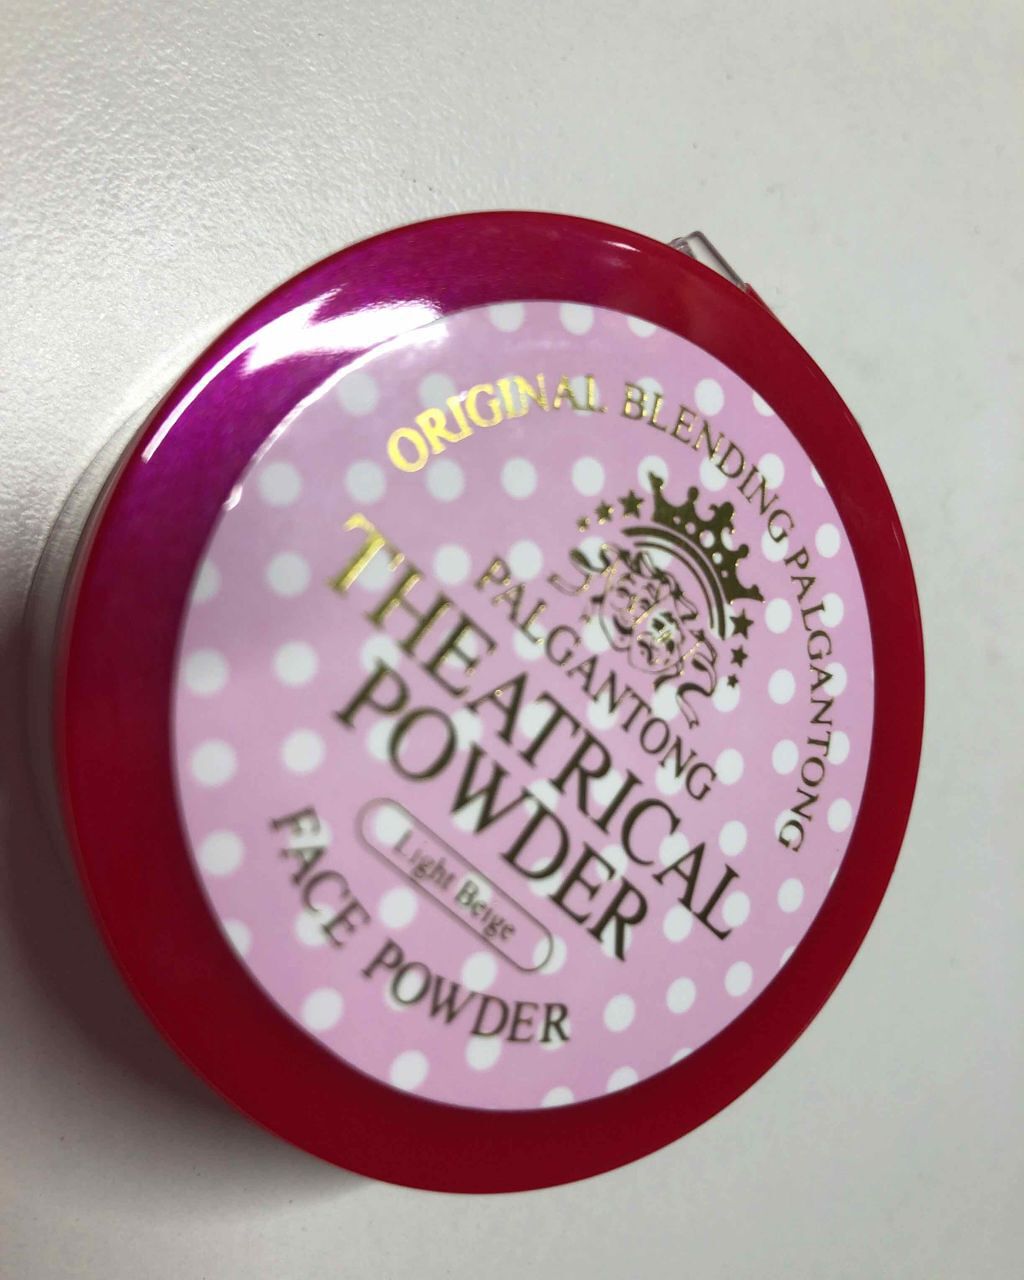 ORIGINAL BLENDING PALGANTONG
PALGANTONG
THEATRICAL
POWDER
Light Beige
FACE POWDER